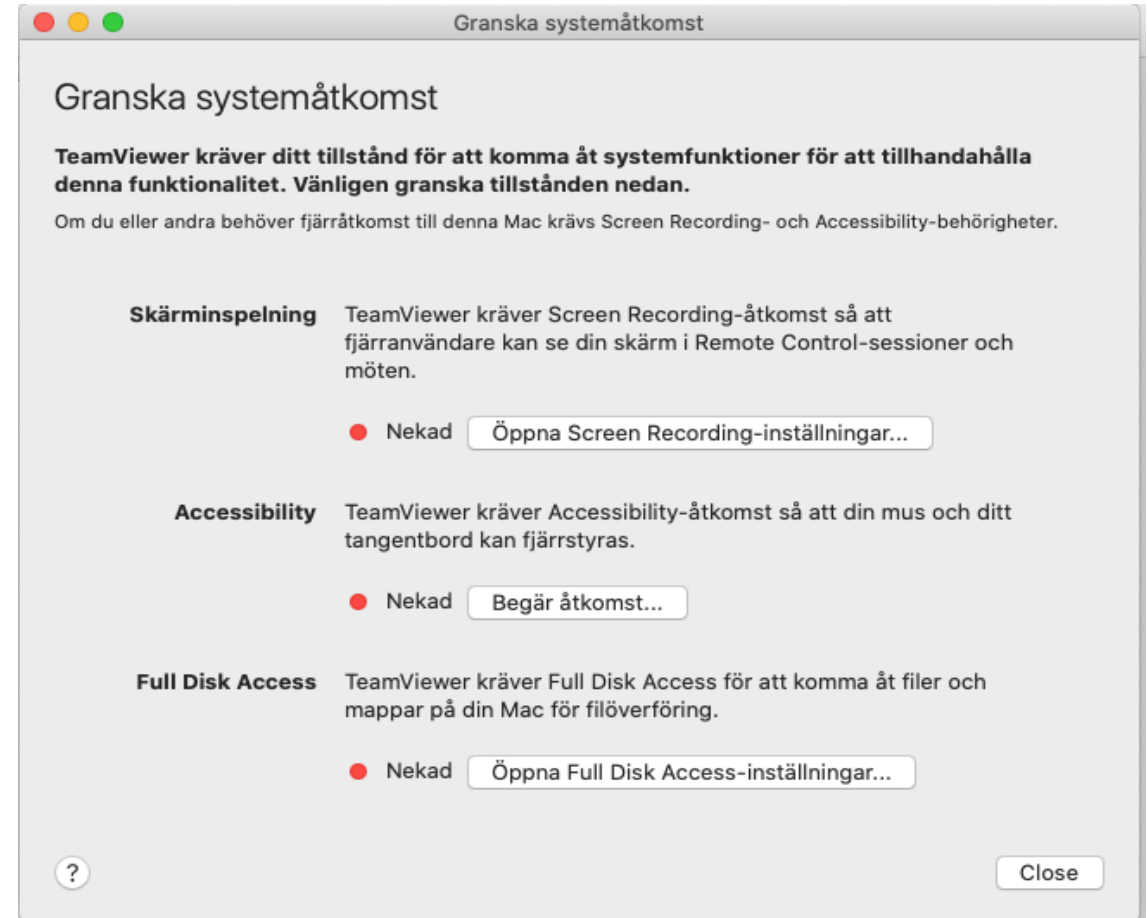 Granska systemåtkomst
Granska systemåtkomst
TeamViewer kräver ditt tillstånd för att komma åt systemfunktioner för att tillhandahålla
denna funktionalitet. Vänligen granska tillstånden nedan.
Om du eller andra behöver fjärråtkomst till denna Mac krävs Screen Recording- och Accessibility-behörigheter.
Skärminspelning TeamViewer kräver Screen Recording-åtkomst så att
fjärranvändare kan se din skärm i Remote Control-sessioner och
möten.
Nekad Öppna Screen Recording-inställningar...
Accessibility TeamViewer kräver Accessibility-åtkomst så att din mus och ditt
tangentbord kan fjärrstyras.
Nekad Begär åtkomst...
Full Disk Access TeamViewer kräver Full Disk Access för att komma åt filer och
mappar på din Mac för filöverföring.
Nekad Öppna Full Disk Access-inställningar...
? Close